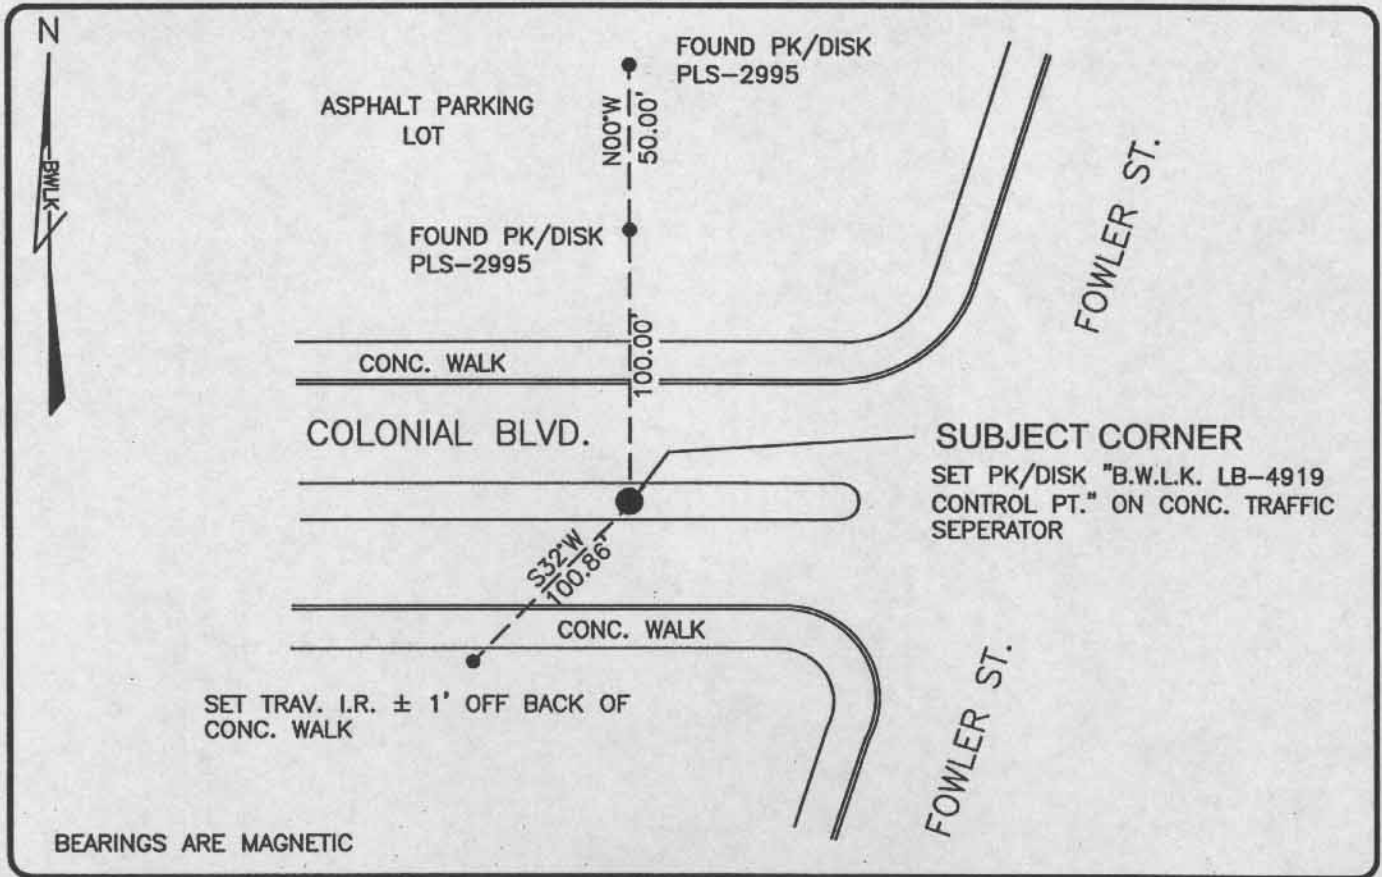 N
BWLK
FOUND PK/DISK
PLS-2995
ASPHALT PARKING
LOT
N00°W
50.00'
FOUND PK/DISK
PLS-2995
FOWLER ST.
100.00'
CONC. WALK
COLONIAL BLVD.
SUBJECT CORNER
SET PK/DISK "B.W.L.K. LB-4919
CONTROL PT." ON CONC. TRAFFIC
SEPERATOR
S32°W
100.86'
CONC. WALK
SET TRAV. I.R. ± 1' OFF BACK OF
CONC. WALK
FOWLER ST.
BEARINGS ARE MAGNETIC